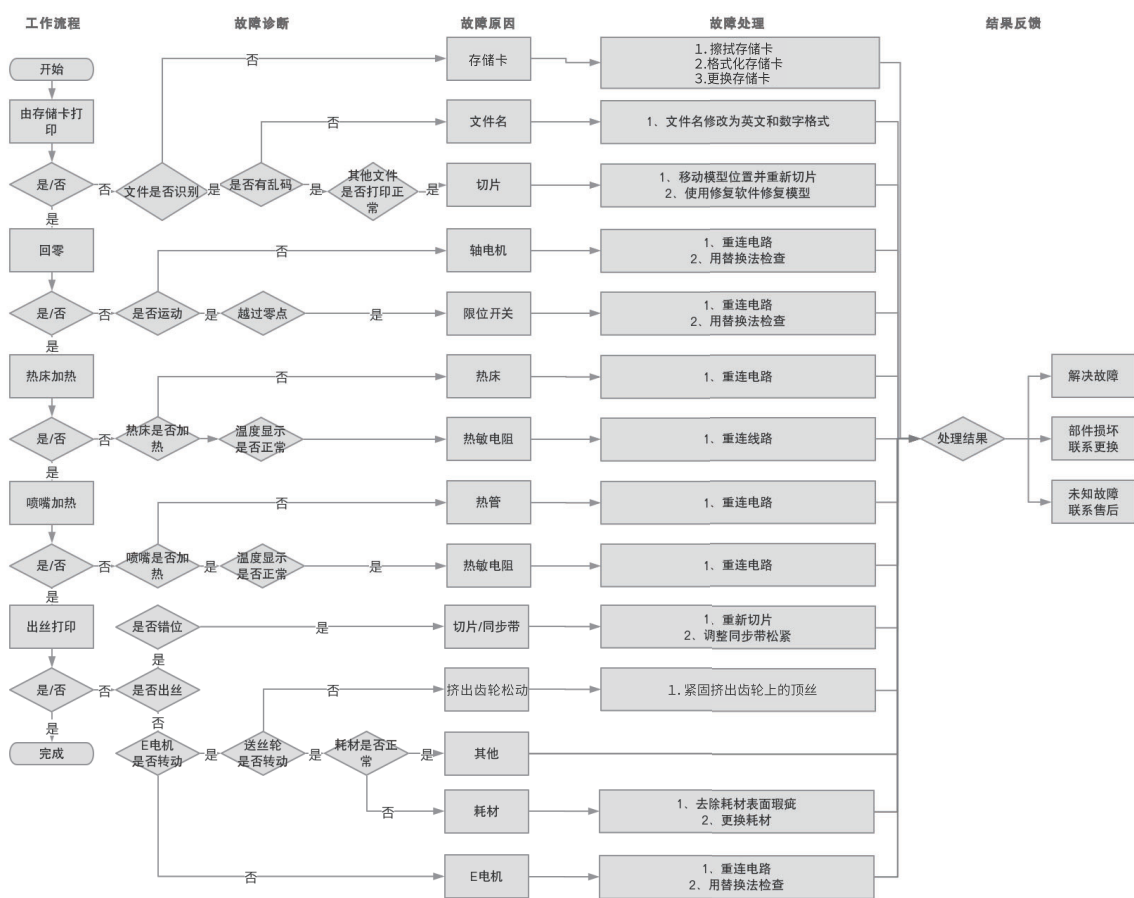 工作流程
故障诊断
故障原因
故障处理
结果反馈
开始
否
存储卡
1.擦拭存储卡
2.格式化存储卡
3.更换存储卡
由存储卡打
印
否
文件名
1、文件名修改为英文和数字格式
是/否
否
文件是否识别
是
是否有乱码
是
其他文件
是否打印正
常
是
切片
1、移动模型位置并重新切片
2、使用修复软件修复模型
是
回零
否
轴电机
1、重连电路
2、用替换法检查
是/否
否
是否运动
是
越过零点
是
限位开关
1、重连电路
2、用替换法检查
是
热床加热
否
热床
1、重连电路
解决故障
是/否
否
热床是否加
热
温度显示
是否正常
热敏电阻
1、重连线路
处理结果
部件损坏
联系更换
是
喷嘴加热
否
热管
1、重连电路
未知故障
联系售后
是/否
否
喷嘴是否加
热
是
温度显示
是否正常
是
热敏电阻
1、重连电路
是
出丝打印
是否错位
是
切片/同步带
1、重新切片
2、调整同步带松紧
是
是/否
否
是否出丝
否
挤出齿轮松动
1.紧固挤出齿轮上的顶丝
是
否
完成
E电机
是否转动
是
送丝轮
是否转动
是
耗材是否正
常
是
其他
否
耗材
1、去除耗材表面瑕疵
2、更换耗材
否
E电机
1、重连电路
2、用替换法检查